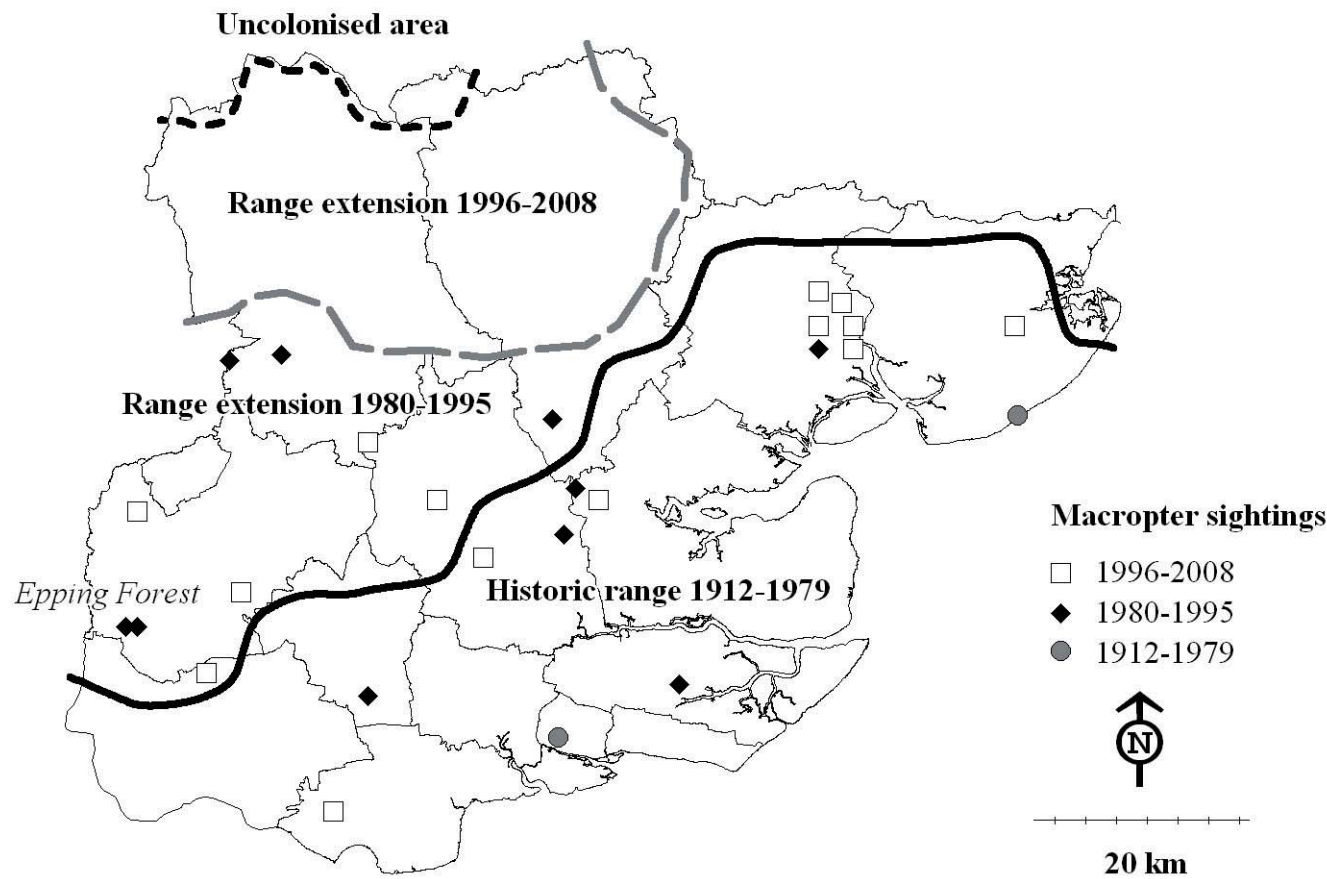 Uncolonised area
Range extension 1996-2008
Range extension 1980-1995
Epping Forest
Historic range 1912-1979
Macropter sightings
1996-2008
1980-1995
1912-1979
N
20 km